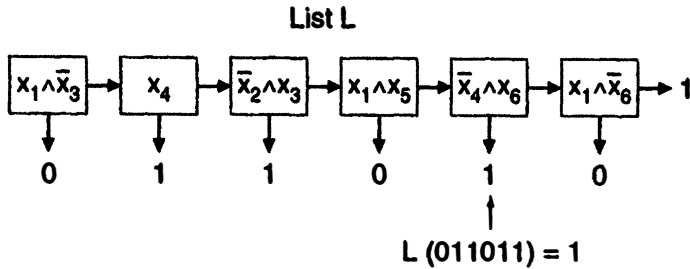 List L
x₁∧x̄₃ x₄ x̄₂∧x₃ x₁∧x₅ x̄₄∧x₆ x₁∧x̄₆ 1
0 1 1 0 1 0
L (011011) = 1